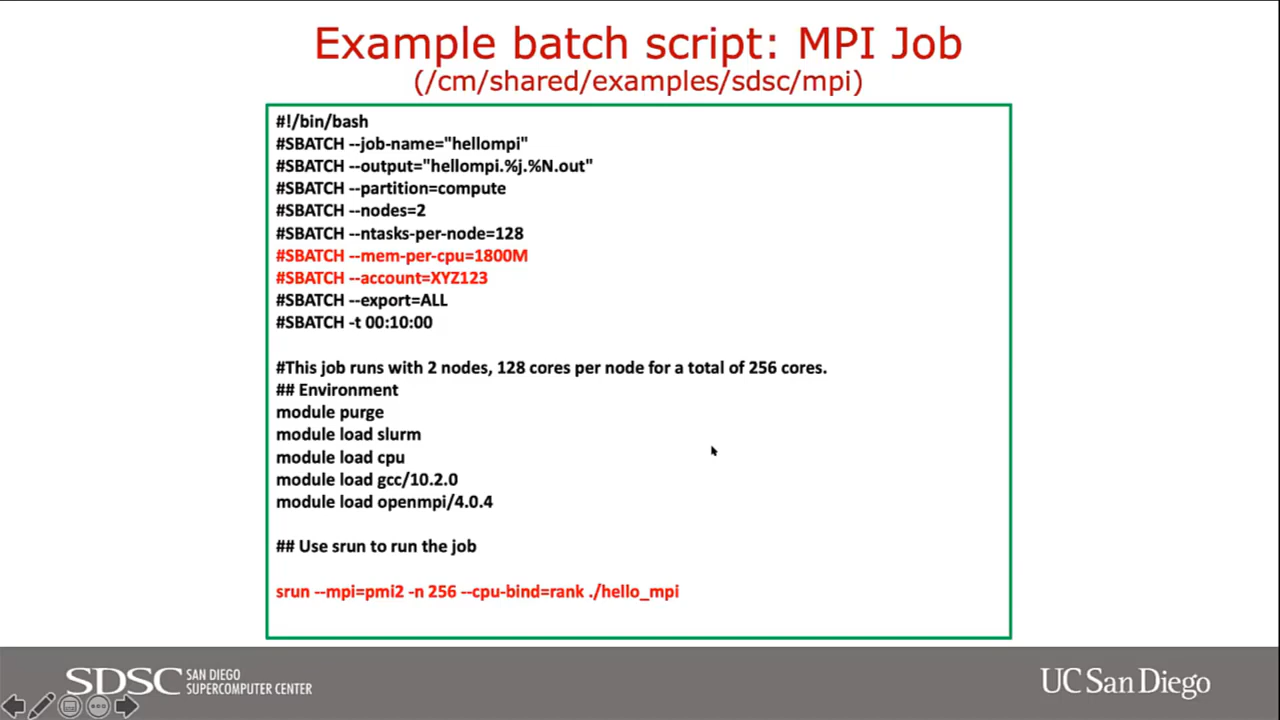 Example batch script: MPI Job
(/cm/shared/examples/sdsc/mpi)
#!/bin/bash
#SBATCH --job-name="hellompi"
#SBATCH --output="hellompi.%j.%N.out"
#SBATCH --partition=compute
#SBATCH --nodes=2
#SBATCH --ntasks-per-node=128
#SBATCH --mem-per-cpu=1800M
#SBATCH --account=XYZ123
#SBATCH --export=ALL
#SBATCH -t 00:10:00
#This job runs with 2 nodes, 128 cores per node for a total of 256 cores.
## Environment
module purge
module load slurm
module load cpu
module load gcc/10.2.0
module load openmpi/4.0.4
## Use srun to run the job
srun --mpi=pmi2 -n 256 --cpu-bind=rank ./hello_mpi
SDSC SAN DIEGO
SUPERCOMPUTER CENTER
UC San Diego